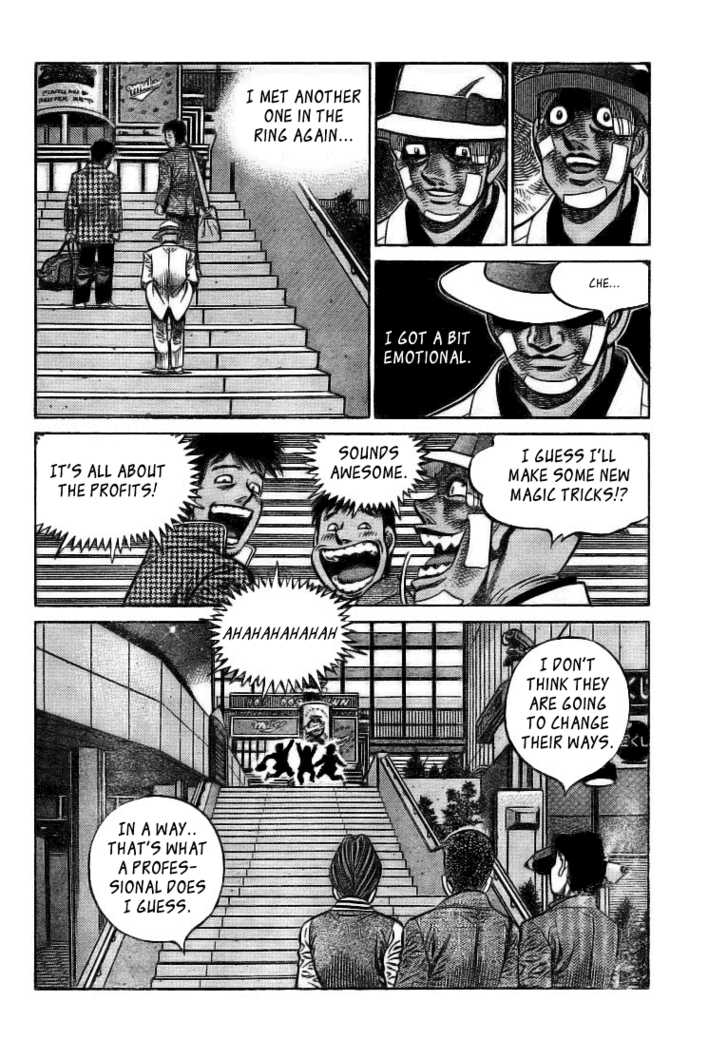 I MET ANOTHER
ONE IN THE
RING AGAIN...
CHE...
I GOT A BIT
EMOTIONAL.
IT'S ALL ABOUT
THE PROFITS!
SOUNDS
AWESOME.
I GUESS I'LL
MAKE SOME NEW
MAGIC TRICKS!?
AHAHAHAHAHAH
I DON'T
THINK THEY
ARE GOING
TO CHANGE
THEIR WAYS.
IN A WAY..
THAT'S WHAT
A PROFES-
SIONAL DOES
I GUESS.